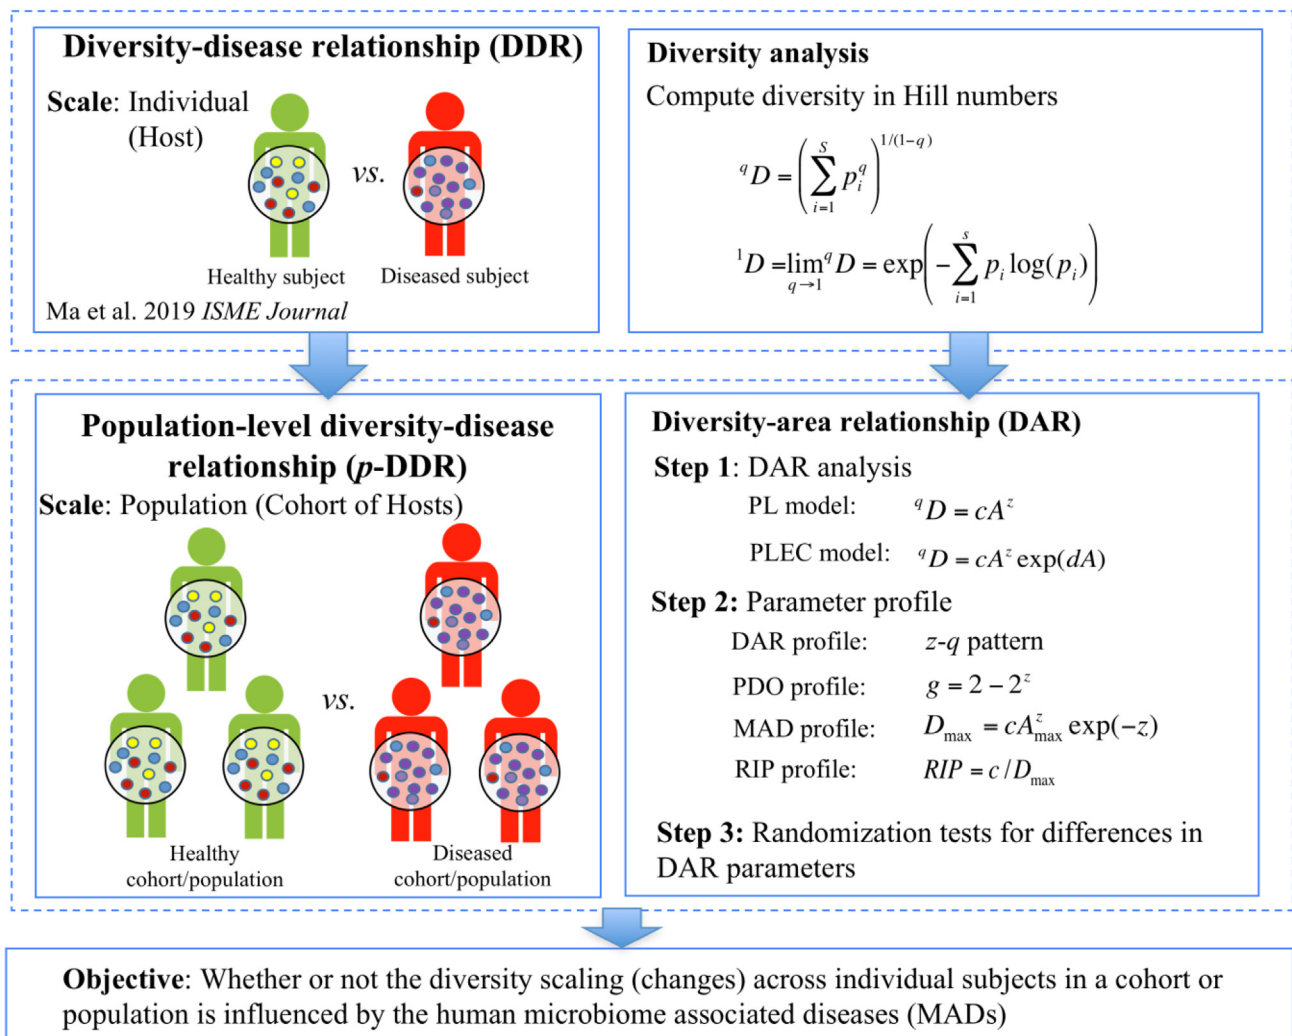 Diversity-disease relationship (DDR)
Scale: Individual
(Host)
vs.
Healthy subject
Diseased subject
Ma et al. 2019 ISME Journal
Diversity analysis
Compute diversity in Hill numbers
^qD = (∑_{i=1}^{S} p_i^q)^{1/(1-q)}
^1D = lim_{q→1} ^qD = exp(-∑_{i=1}^{s} p_i log(p_i))
Population-level diversity-disease
relationship (p-DDR)
Scale: Population (Cohort of Hosts)
vs.
Healthy
cohort/population
Diseased
cohort/population
Diversity-area relationship (DAR)
Step 1: DAR analysis
PL model: ^qD = cA^z
PLEC model: ^qD = cA^z exp(dA)
Step 2: Parameter profile
DAR profile: z-q pattern
PDO profile: g = 2 − 2^z
MAD profile: D_max = cA_max^z exp(−z)
RIP profile: RIP = c/D_max
Step 3: Randomization tests for differences in
DAR parameters
Objective: Whether or not the diversity scaling (changes) across individual subjects in a cohort or
population is influenced by the human microbiome associated diseases (MADs)